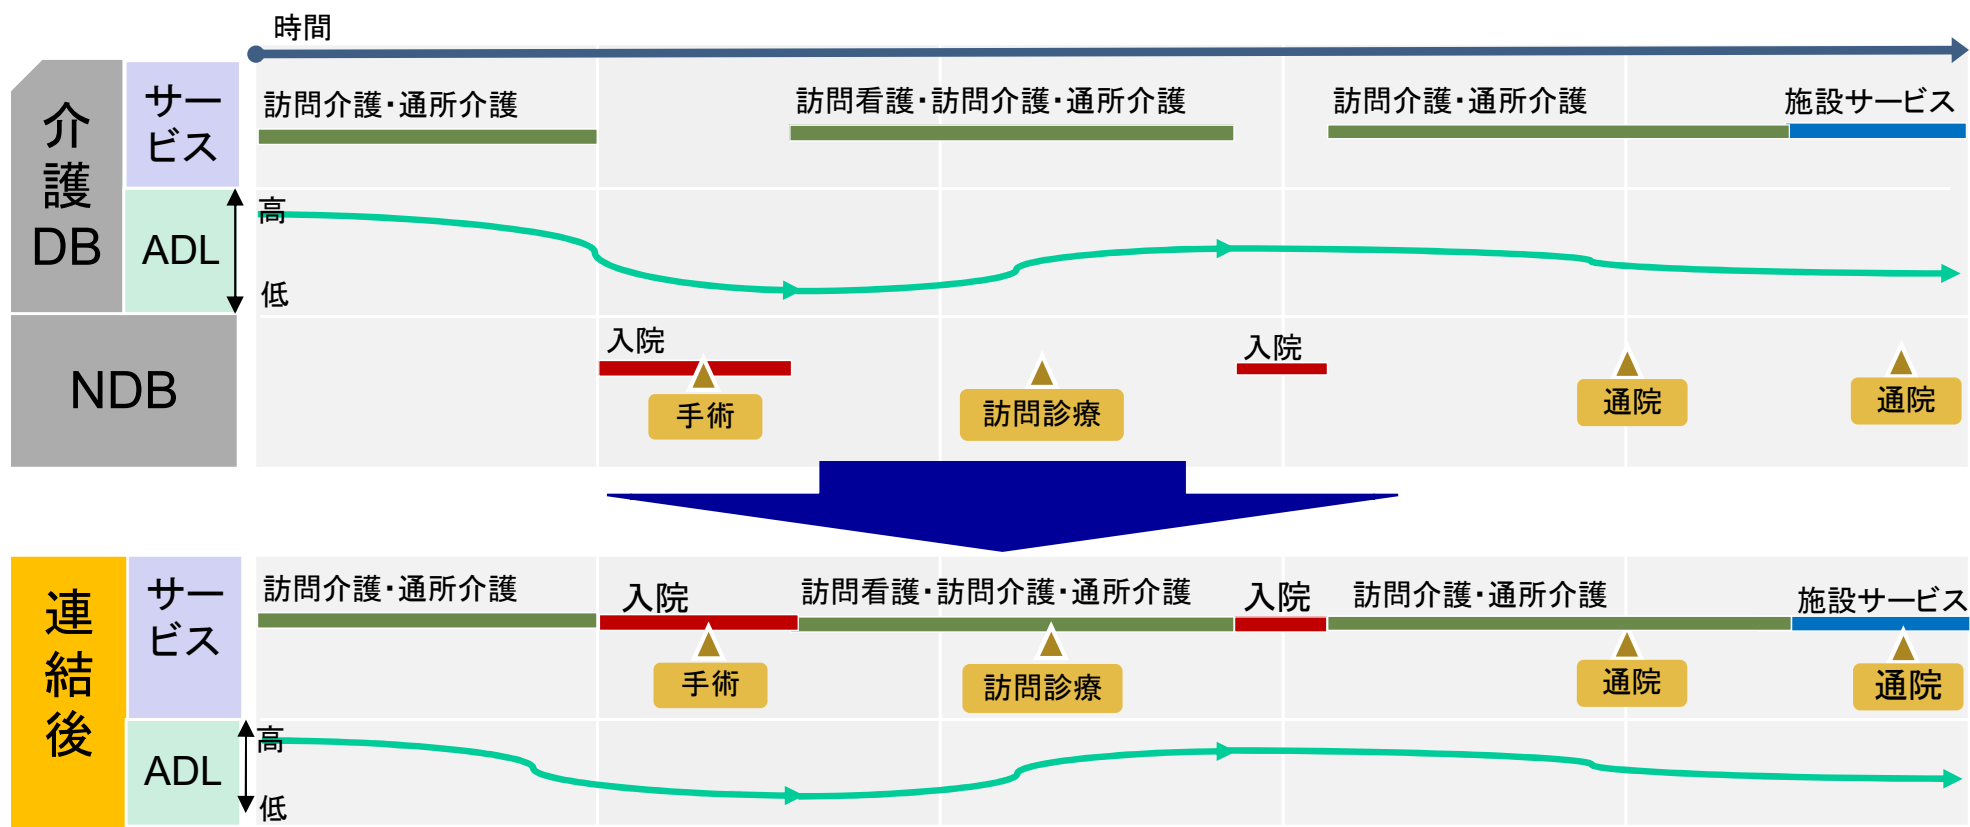 時間
介護DB
サービス
訪問介護・通所介護
訪問看護・訪問介護・通所介護
訪問介護・通所介護
施設サービス
ADL
高
低
NDB
入院
手術
訪問診療
入院
通院
通院
連結後
サービス
訪問介護・通所介護
入院
訪問看護・訪問介護・通所介護
入院
訪問介護・通所介護
施設サービス
手術
訪問診療
通院
通院
ADL
高
低